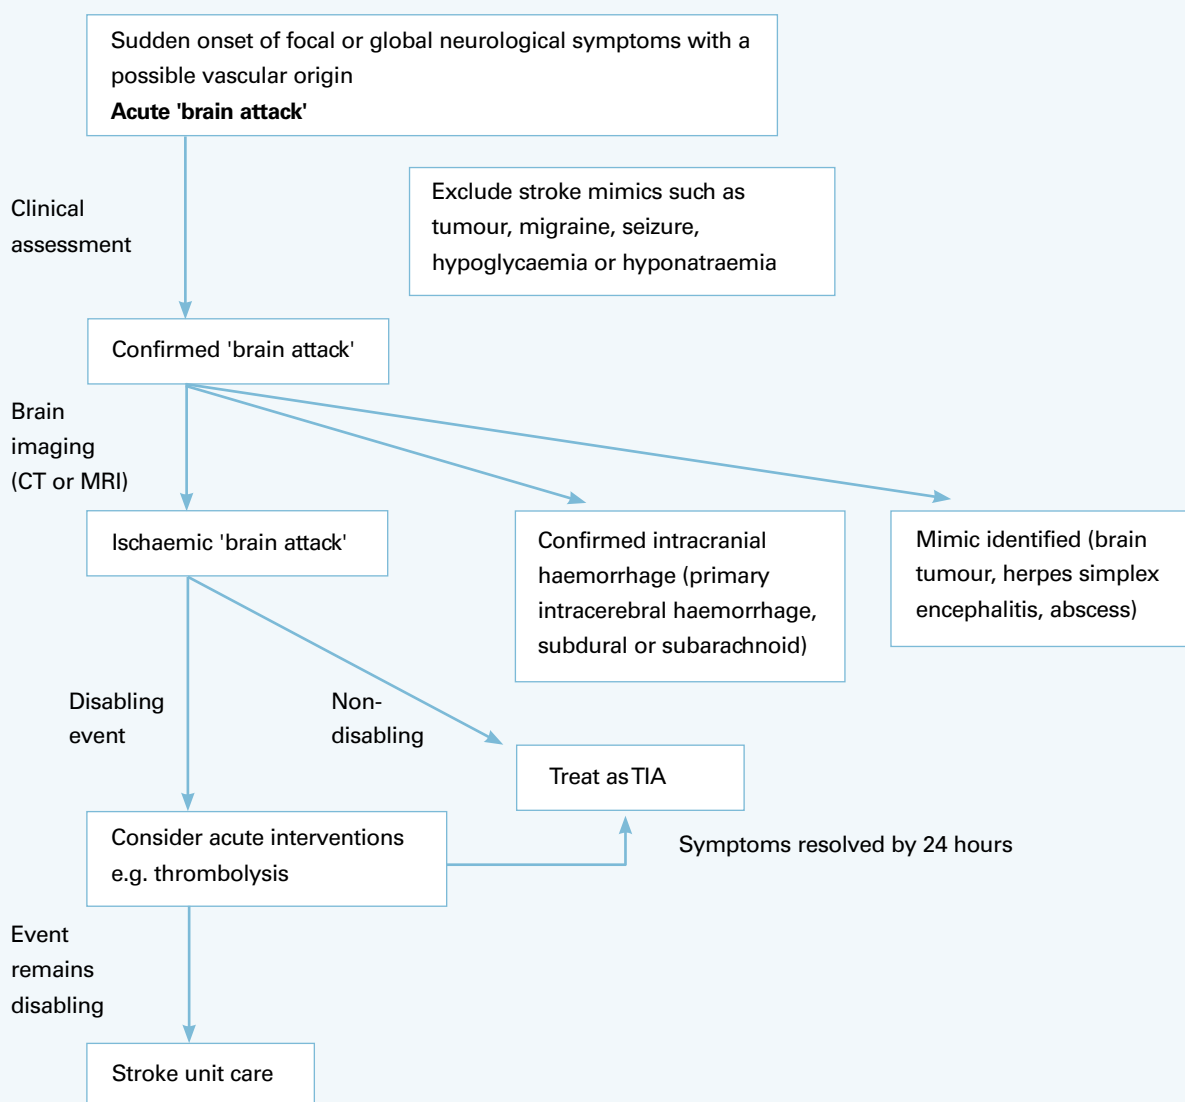 Sudden onset of focal or global neurological symptoms with a
possible vascular origin
Acute 'brain attack'
Clinical
assessment
Exclude stroke mimics such as
tumour, migraine, seizure,
hypoglycaemia or hyponatraemia
Confirmed 'brain attack'
Brain
imaging
(CT or MRI)
Ischaemic 'brain attack'
Confirmed intracranial
haemorrhage (primary
intracerebral haemorrhage,
subdural or subarachnoid)
Mimic identified (brain
tumour, herpes simplex
encephalitis, abscess)
Disabling
event
Non-
disabling
Treat as TIA
Consider acute interventions
e.g. thrombolysis
Symptoms resolved by 24 hours
Event
remains
disabling
Stroke unit care